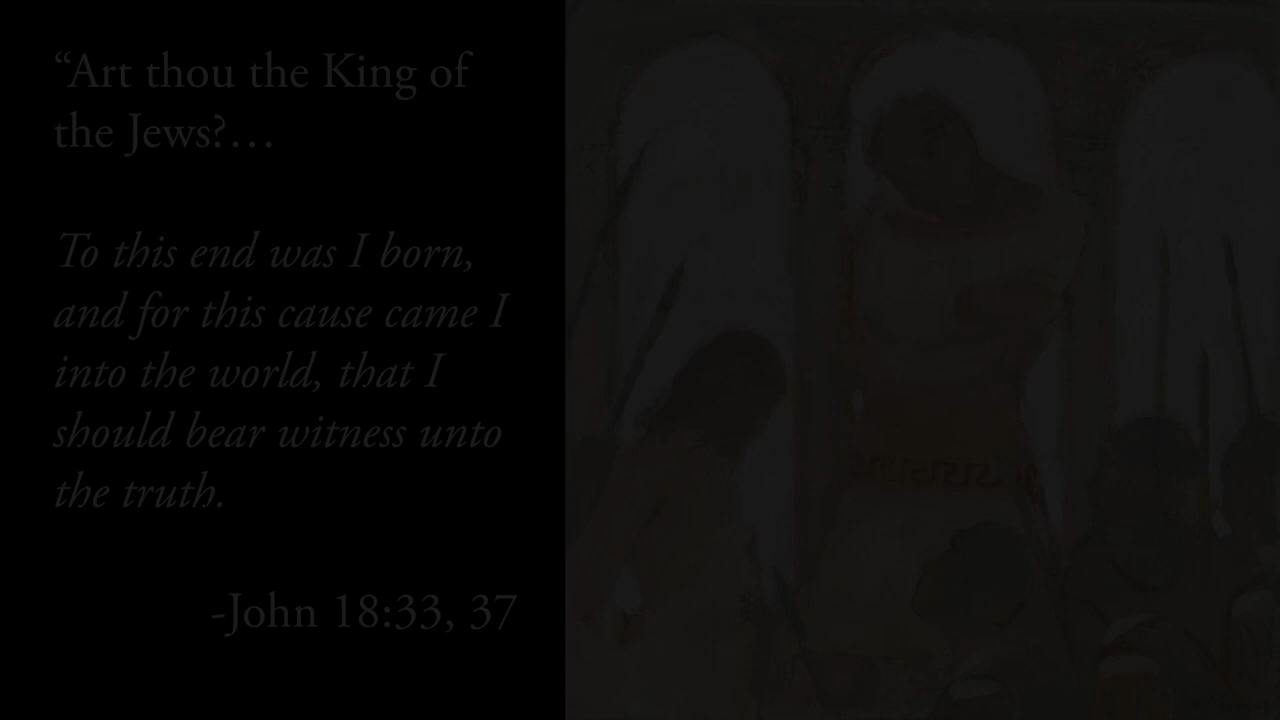 “Art thou the King of
the Jews?…
To this end was I born,
and for this cause came I
into the world, that I
should bear witness unto
the truth.
-John 18:33, 37